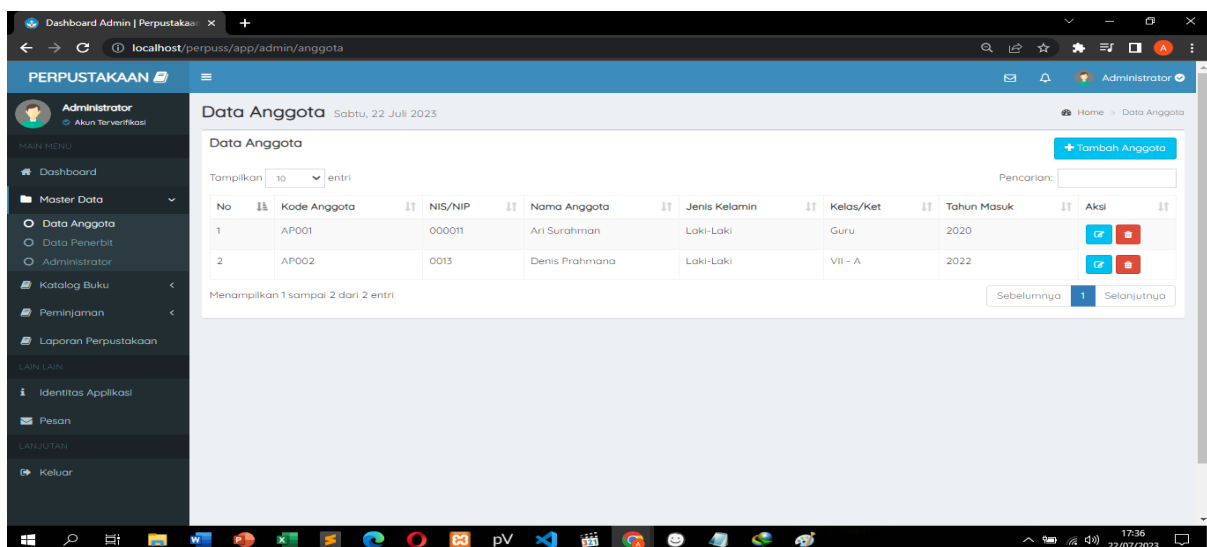 Dashboard Admin | Perpustakaan
localhost/perpuss/app/admin/anggota
A
PERPUSTAKAAN
Administrator
Administrator
Akun Terverifikasi
Data Anggota Sabtu, 22 Juli 2023
Home > Data Anggota
MAIN MENU
Dashboard
Master Data
Data Anggota
Data Penerbit
Administrator
Katalog Buku
Peminjaman
Laporan Perpustakaan
LAIN LAIN
Identitas Applikasi
Pesan
LANJUTAN
Keluar
Data Anggota
+ Tambah Anggota
Tampilkan 10 entri
Pencarian:
No Kode Anggota NIS/NIP Nama Anggota Jenis Kelamin Kelas/Ket Tahun Masuk Aksi
1 AP001 000011 Ari Surahman Laki-Laki Guru 2020
2 AP002 0013 Denis Prahmana Laki-Laki VII - A 2022
Menampilkan 1 sampai 2 dari 2 entri
Sebelumnya 1 Selanjutnya
17:36
22/07/2023